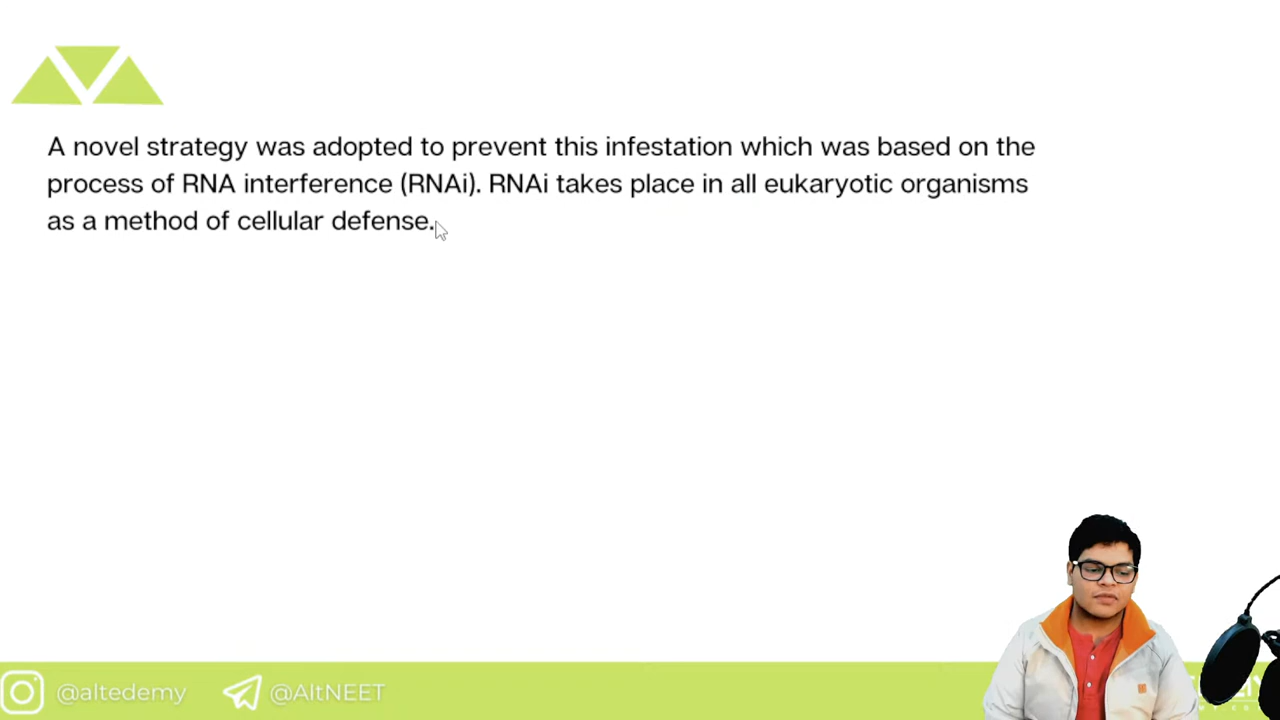 A novel strategy was adopted to prevent this infestation which was based on the
process of RNA interference (RNAi). RNAi takes place in all eukaryotic organisms
as a method of cellular defense.
@altedemy @AltNEET